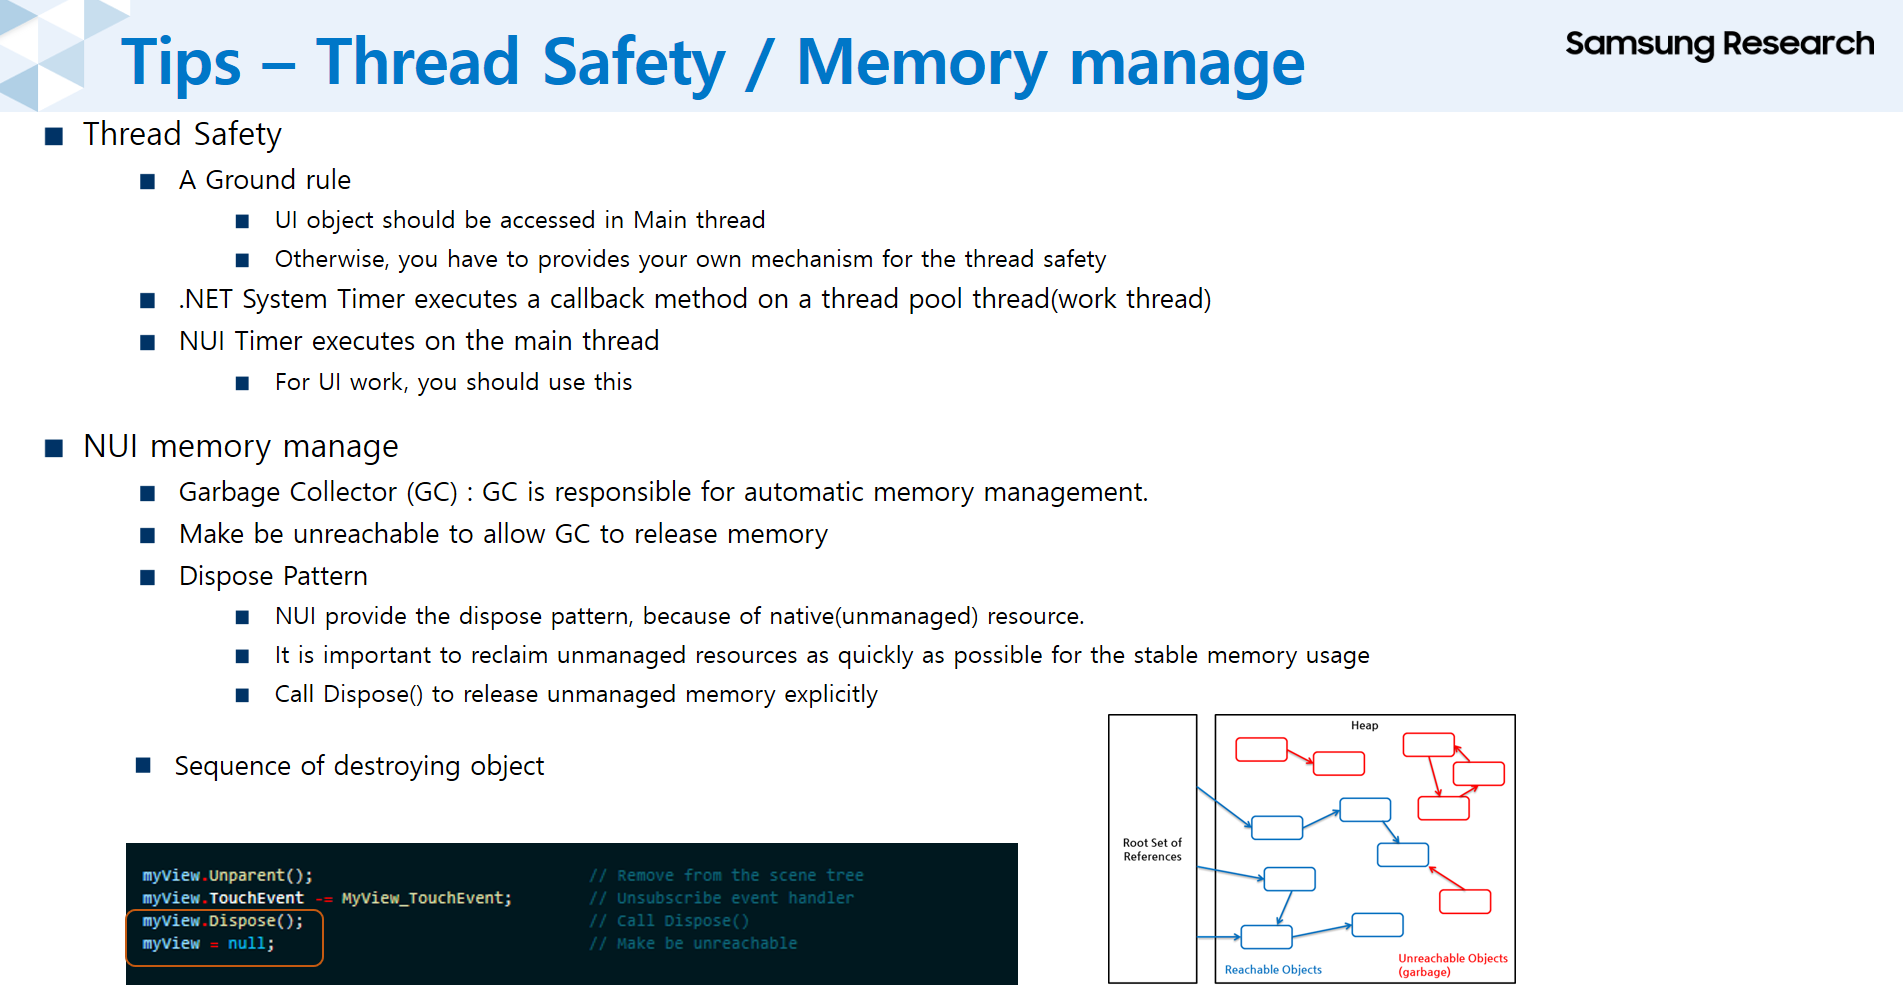 Tips – Thread Safety / Memory manage
Samsung Research
Thread Safety
A Ground rule
UI object should be accessed in Main thread
Otherwise, you have to provides your own mechanism for the thread safety
.NET System Timer executes a callback method on a thread pool thread(work thread)
NUI Timer executes on the main thread
For UI work, you should use this
NUI memory manage
Garbage Collector (GC) : GC is responsible for automatic memory management.
Make be unreachable to allow GC to release memory
Dispose Pattern
NUI provide the dispose pattern, because of native(unmanaged) resource.
It is important to reclaim unmanaged resources as quickly as possible for the stable memory usage
Call Dispose() to release unmanaged memory explicitly
Sequence of destroying object
myView.Unparent(); // Remove from the scene tree
myView.TouchEvent -= MyView_TouchEvent; // Unsubscribe event handler
myView.Dispose(); // Call Dispose()
myView = null; // Make be unreachable
Heap
Root Set of
References
Reachable Objects
Unreachable Objects
(garbage)